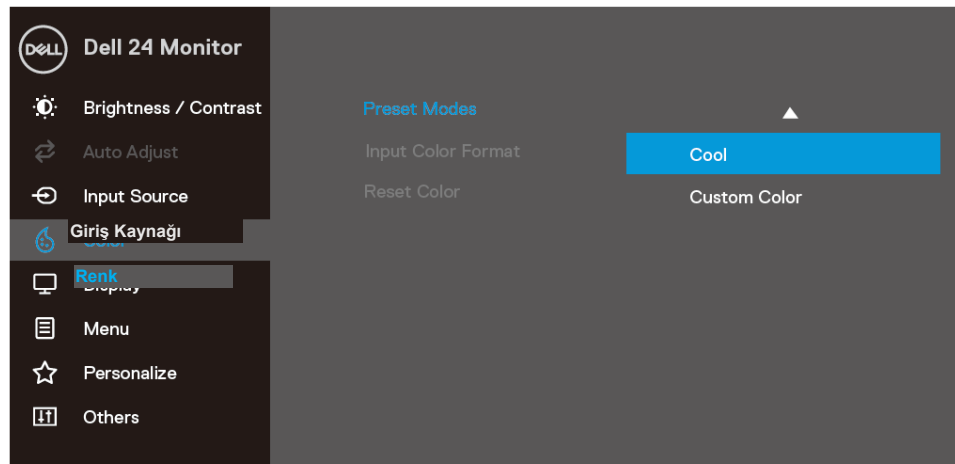 DELL
Dell 24 Monitor
Brightness / Contrast
Auto Adjust
Input Source
Giriş Kaynağı
Renk
Menu
Personalize
Others
Preset Modes
Input Color Format
Reset Color
Cool
Custom Color